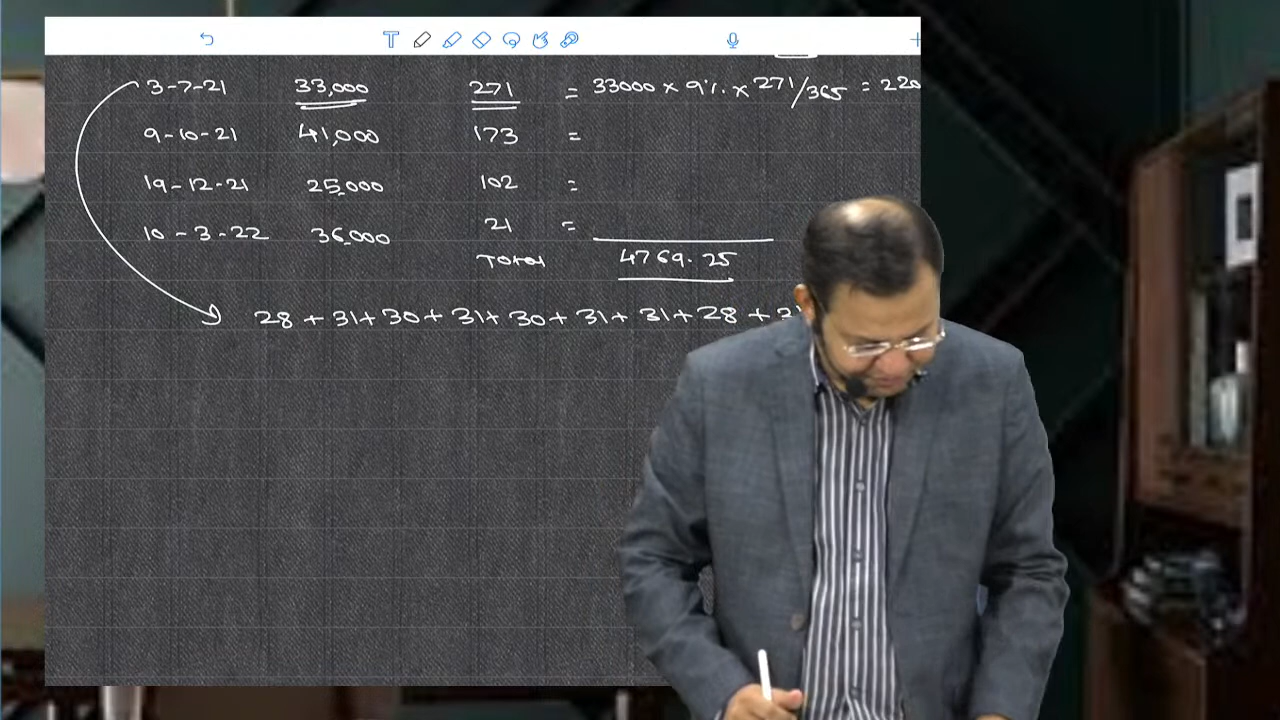 3-7-21 33,000 271 = 33000 x 9% x 271/365 = 220
9-10-21 41,000 173 =
19-12-21 25,000 102 =
10-3-22 36,000 21 =
Total 4769.25
28 + 31 + 30 + 31 + 30 + 31 + 31 + 28 +